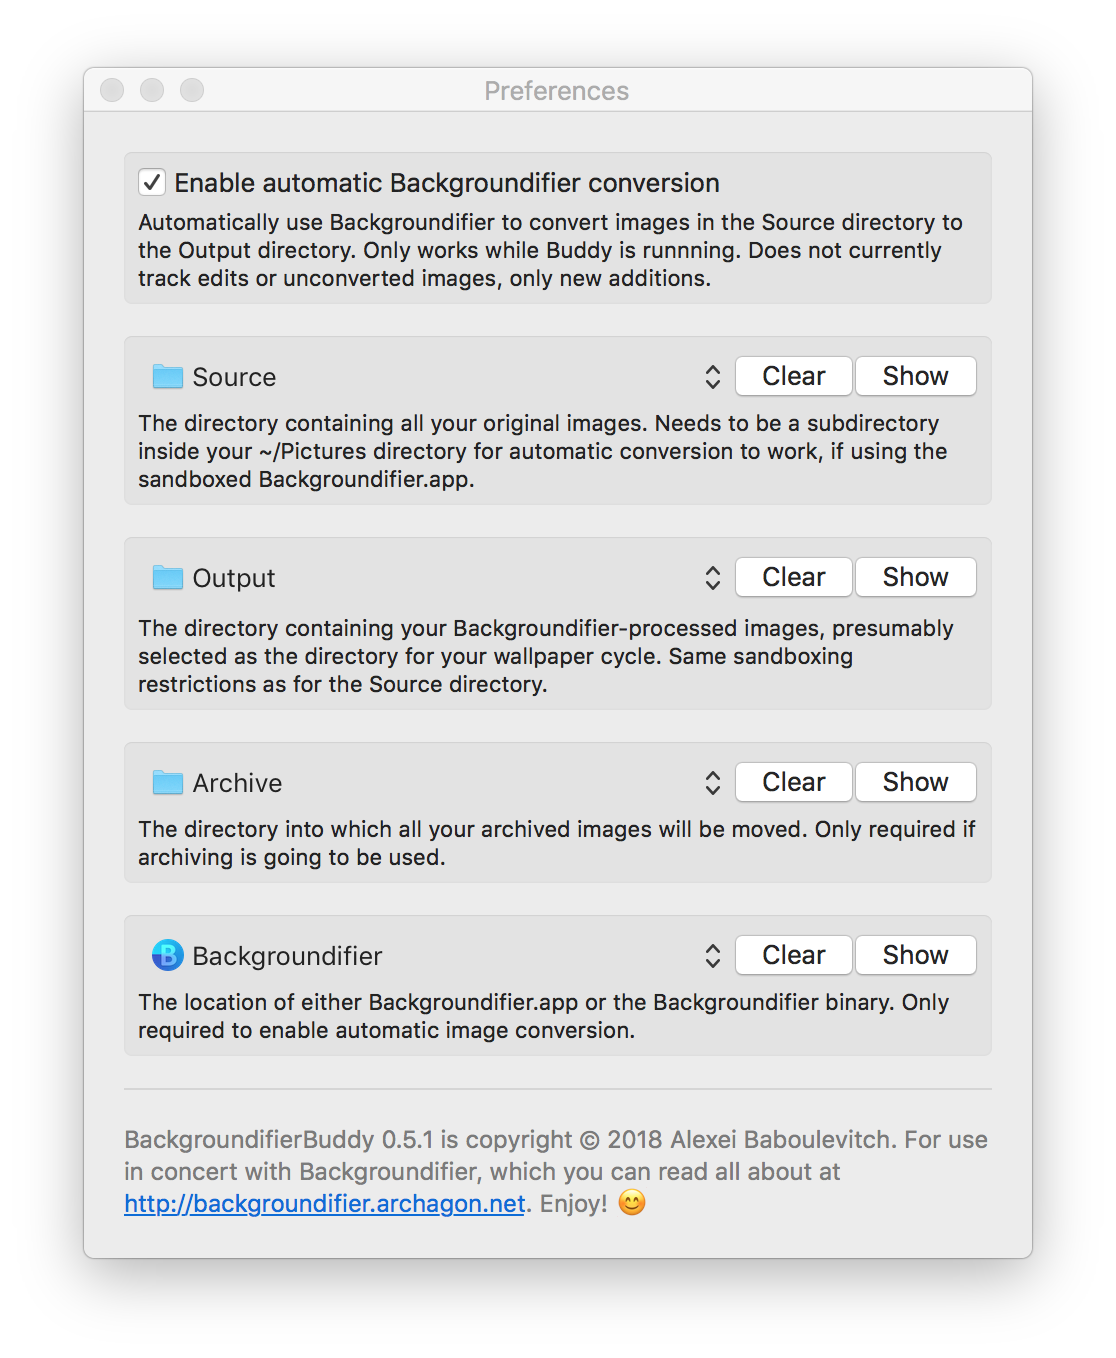 Preferences
Enable automatic Backgroundifier conversion
Automatically use Backgroundifier to convert images in the Source directory to
the Output directory. Only works while Buddy is runnning. Does not currently
track edits or unconverted images, only new additions.
Source Clear Show
The directory containing all your original images. Needs to be a subdirectory
inside your ~/Pictures directory for automatic conversion to work, if using the
sandboxed Backgroundifier.app.
Output Clear Show
The directory containing your Backgroundifier-processed images, presumably
selected as the directory for your wallpaper cycle. Same sandboxing
restrictions as for the Source directory.
Archive Clear Show
The directory into which all your archived images will be moved. Only required if
archiving is going to be used.
B Backgroundifier Clear Show
The location of either Backgroundifier.app or the Backgroundifier binary. Only
required to enable automatic image conversion.
BackgroundifierBuddy 0.5.1 is copyright © 2018 Alexei Baboulevitch. For use
in concert with Backgroundifier, which you can read all about at
http://backgroundifier.archagon.net. Enjoy! 😊